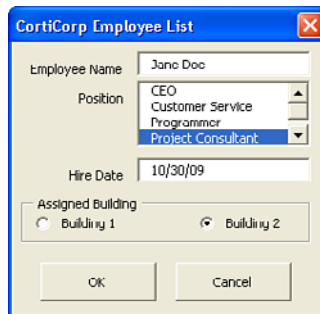 CortiCorp Employee List
Employee Name Jane Doe
Position
CEO
Customer Service
Programmer
Project Consultant
Hire Date 10/30/09
Assigned Building
Building 1 Building 2
OK Cancel